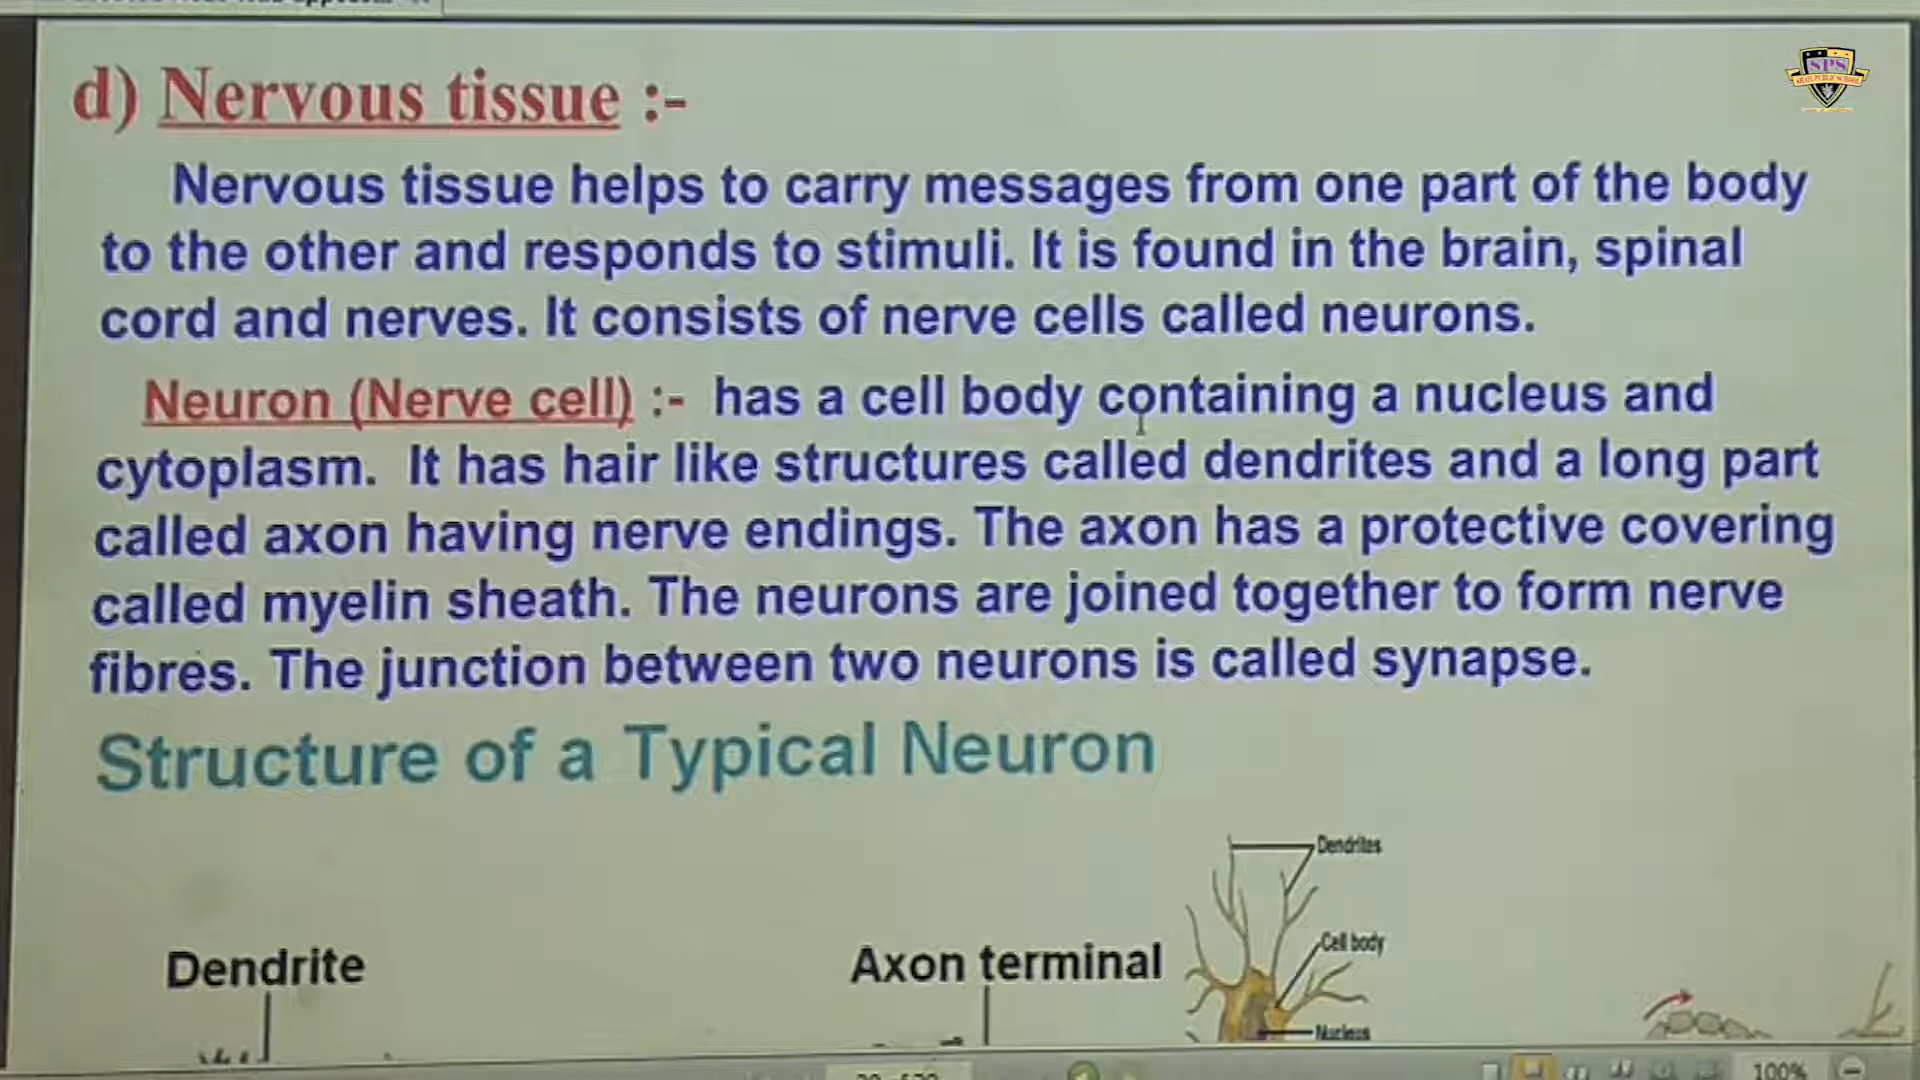 d) Nervous tissue :-
Nervous tissue helps to carry messages from one part of the body
to the other and responds to stimuli. It is found in the brain, spinal
cord and nerves. It consists of nerve cells called neurons.
Neuron (Nerve cell) :- has a cell body containing a nucleus and
cytoplasm. It has hair like structures called dendrites and a long part
called axon having nerve endings. The axon has a protective covering
called myelin sheath. The neurons are joined together to form nerve
fibres. The junction between two neurons is called synapse.
Structure of a Typical Neuron
Dendrites
Cell body
Dendrite
Axon terminal
Nucleus
100%
SPS